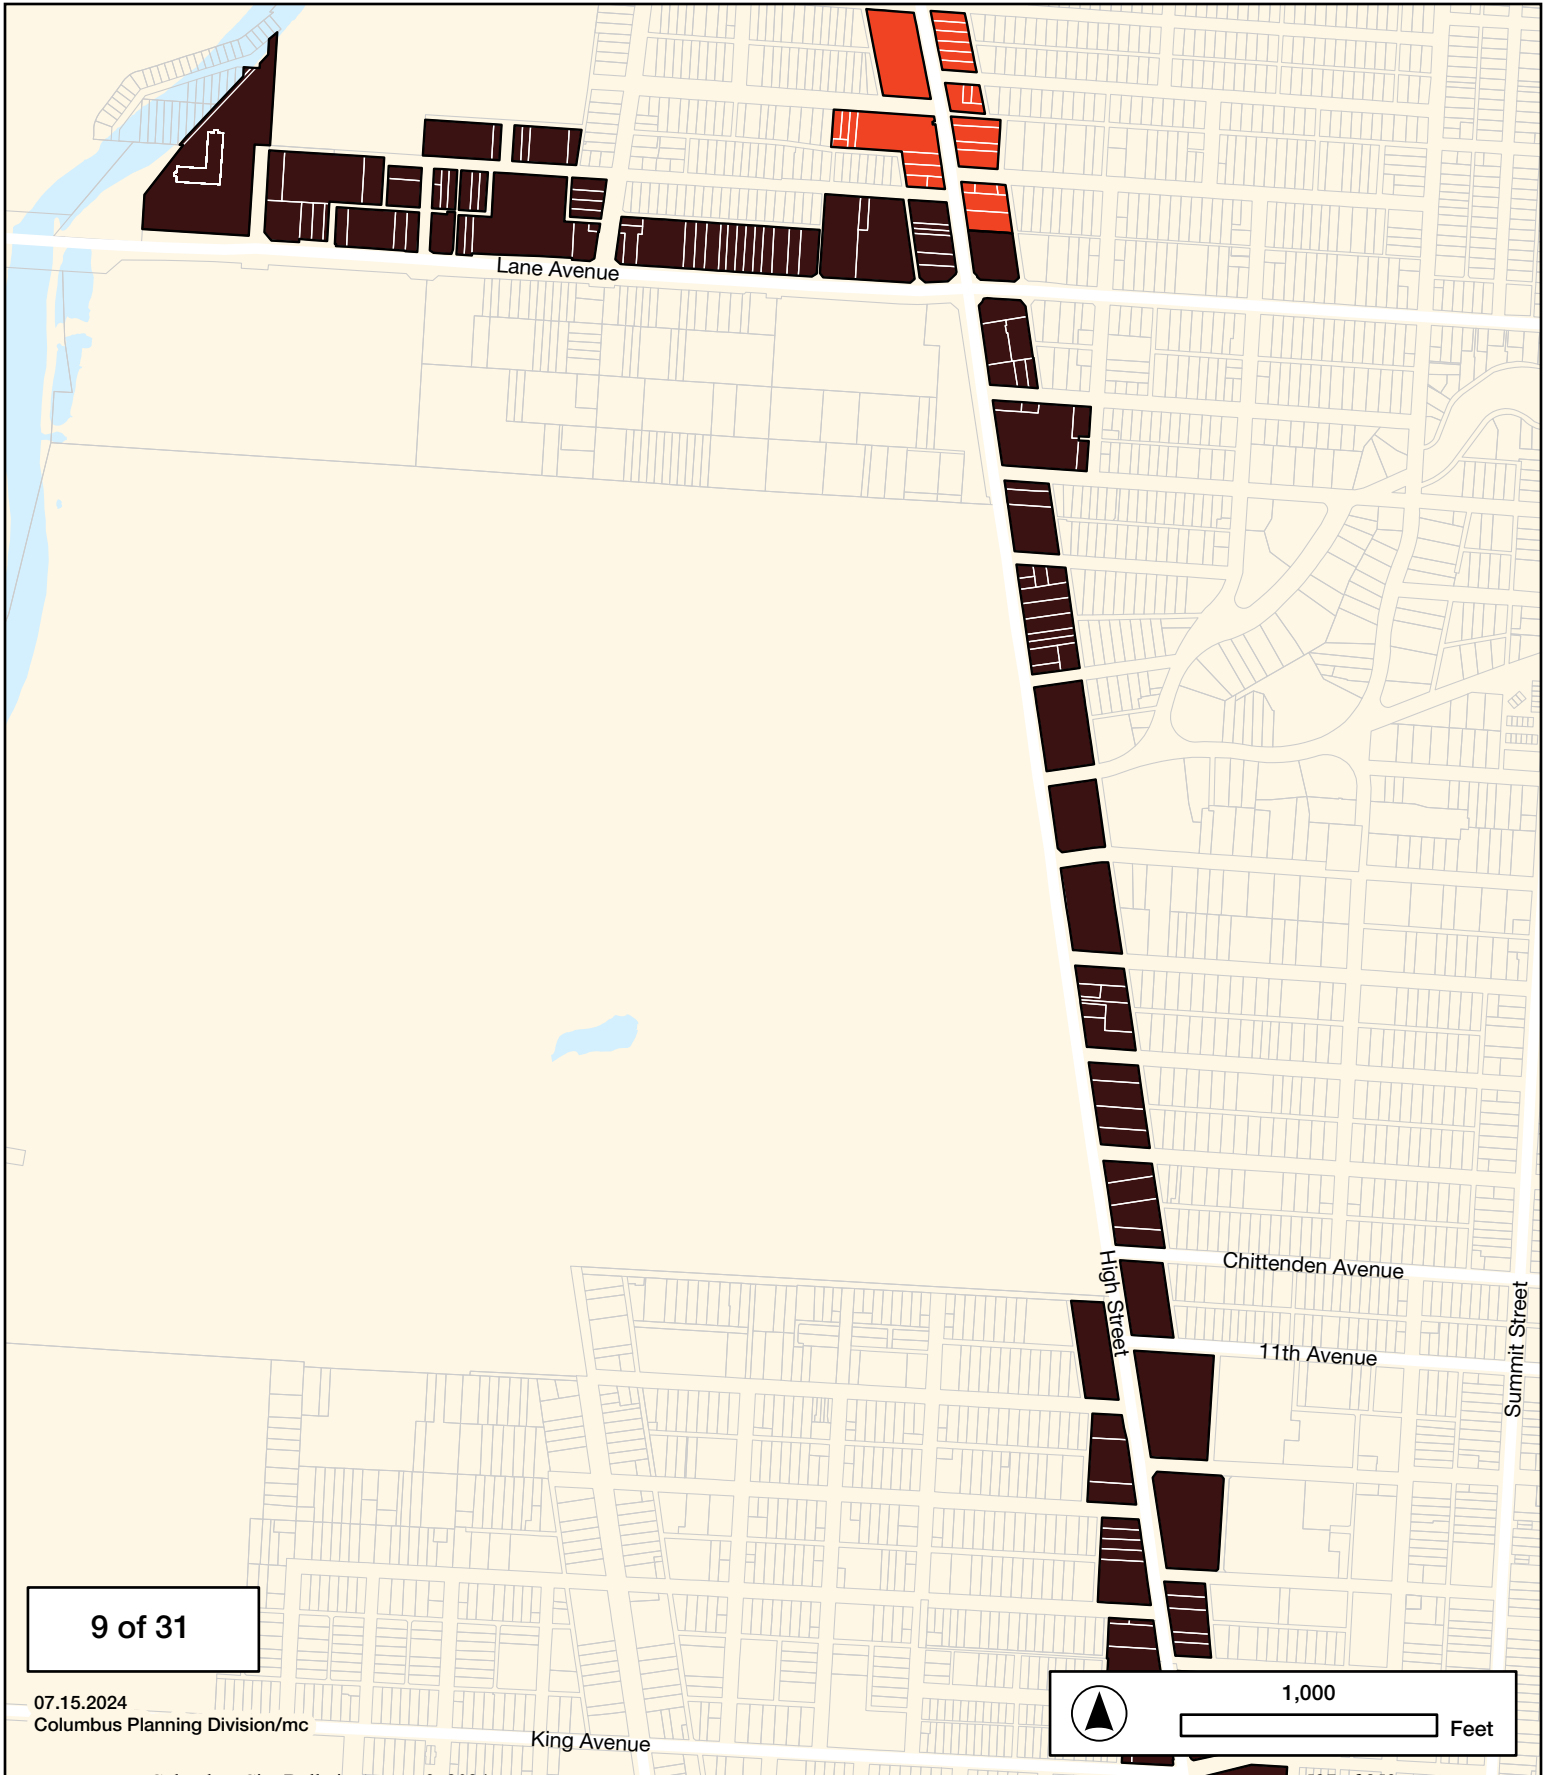 Lane Avenue
High Street
Chittenden Avenue
11th Avenue
Summit Street
9 of 31
07.15.2024
Columbus Planning Division/mc
King Avenue
1,000
Feet